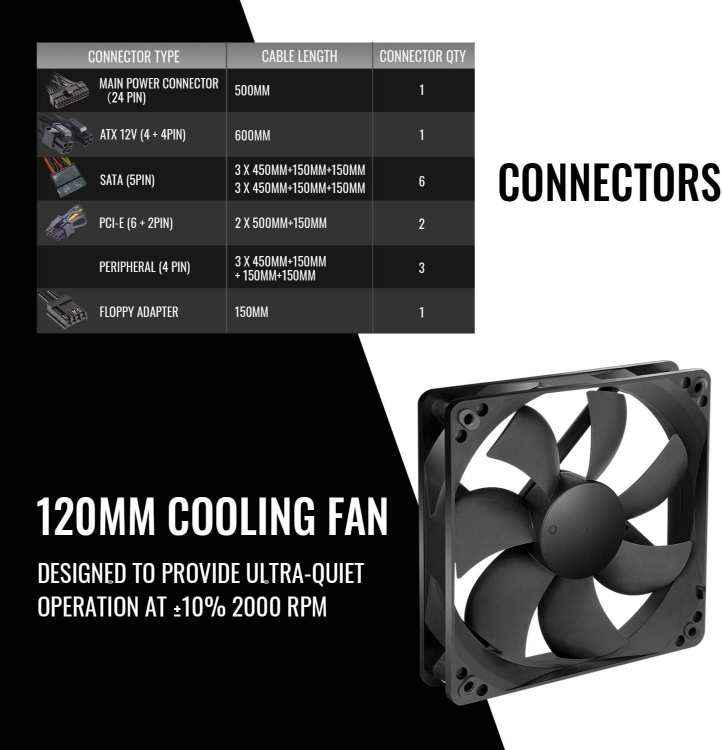 CONNECTOR TYPE CABLE LENGTH CONNECTOR QTY
MAIN POWER CONNECTOR
(24 PIN) 500MM 1
ATX 12V (4 + 4PIN) 600MM 1
SATA (5PIN) 3 X 450MM+150MM+150MM
3 X 450MM+150MM+150MM 6
PCI-E (6 + 2PIN) 2 X 500MM+150MM 2
PERIPHERAL (4 PIN) 3 X 450MM+150MM
+ 150MM+150MM 3
FLOPPY ADAPTER 150MM 1
CONNECTORS
120MM COOLING FAN
DESIGNED TO PROVIDE ULTRA-QUIET
OPERATION AT ±10% 2000 RPM